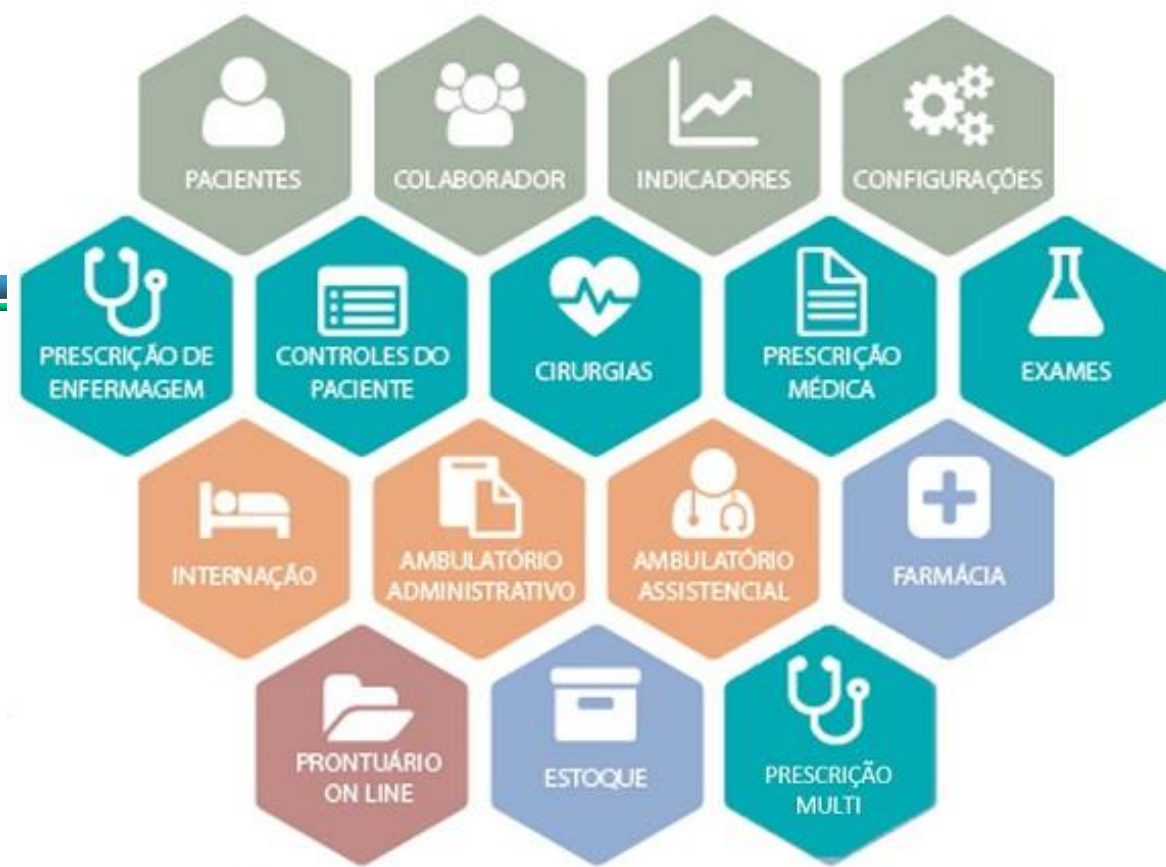 PACIENTES
COLABORADOR
INDICADORES
CONFIGURAÇÕES
PRESCRIÇÃO DE
ENFERMAGEM
CONTROLES DO
PACIENTE
CIRURGIAS
PRESCRIÇÃO
MÉDICA
EXAMES
INTERNAÇÃO
AMBULATÓRIO
ADMINISTRATIVO
AMBULATÓRIO
ASSISTENCIAL
FARMÁCIA
PRONTUÁRIO
ON LINE
ESTOQUE
PRESCRIÇÃO
MULTI